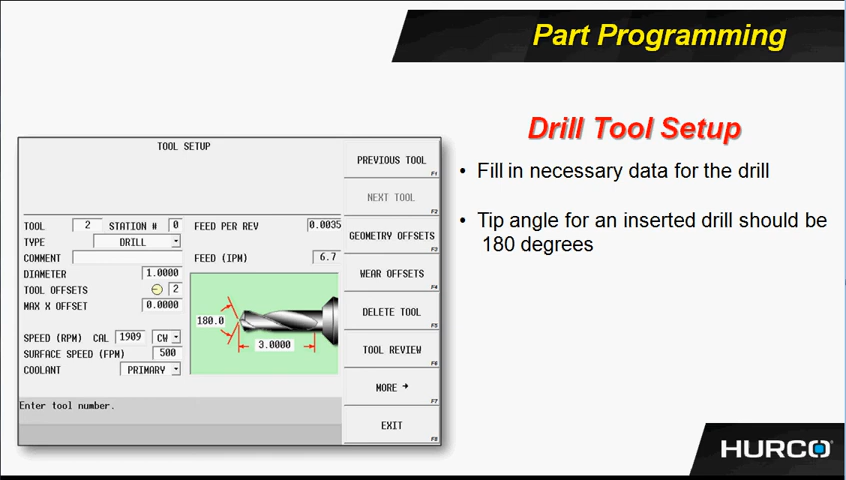 Part Programming
Drill Tool Setup
• Fill in necessary data for the drill
• Tip angle for an inserted drill should be
180 degrees
TOOL SETUP
TOOL 2 STATION # 0 FEED PER REV 0.0035
TYPE DRILL
COMMENT FEED (IPM) 6.7
DIAMETER 1.0000
TOOL OFFSETS 2
MAX X OFFSET 0.0000
180.0
3.0000
SPEED (RPM) CAL 1909 CW
SURFACE SPEED (FPM) 500
COOLANT PRIMARY
Enter tool number.
PREVIOUS TOOL F1
NEXT TOOL F2
GEOMETRY OFFSETS F3
WEAR OFFSETS F4
DELETE TOOL F5
TOOL REVIEW F6
MORE → F7
EXIT F8
HURCO